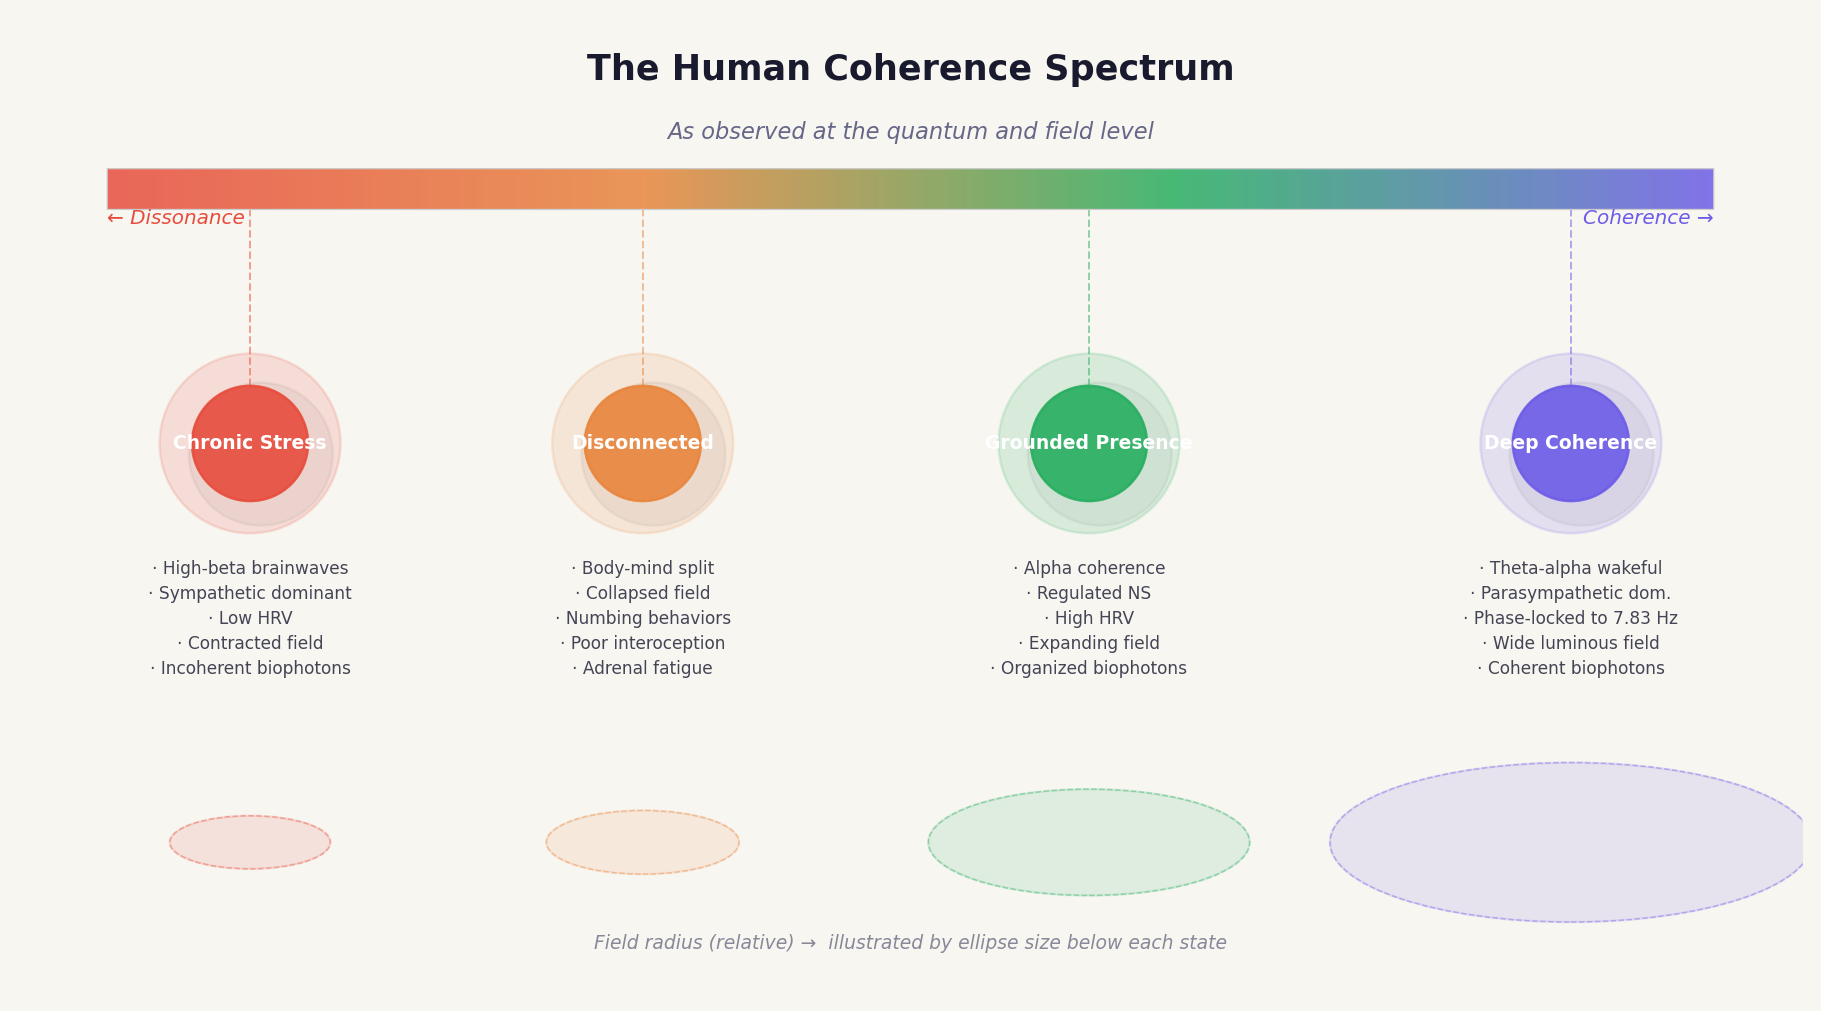 The Human Coherence Spectrum
As observed at the quantum and field level
← Dissonance
Coherence →
Chronic Stress
Disconnected
Grounded Presence
Deep Coherence
· High-beta brainwaves
· Sympathetic dominant
· Low HRV
· Contracted field
· Incoherent biophotons
· Body-mind split
· Collapsed field
· Numbing behaviors
· Poor interoception
· Adrenal fatigue
· Alpha coherence
· Regulated NS
· High HRV
· Expanding field
· Organized biophotons
· Theta-alpha wakeful
· Parasympathetic dom.
· Phase-locked to 7.83 Hz
· Wide luminous field
· Coherent biophotons
Field radius (relative) → illustrated by ellipse size below each state